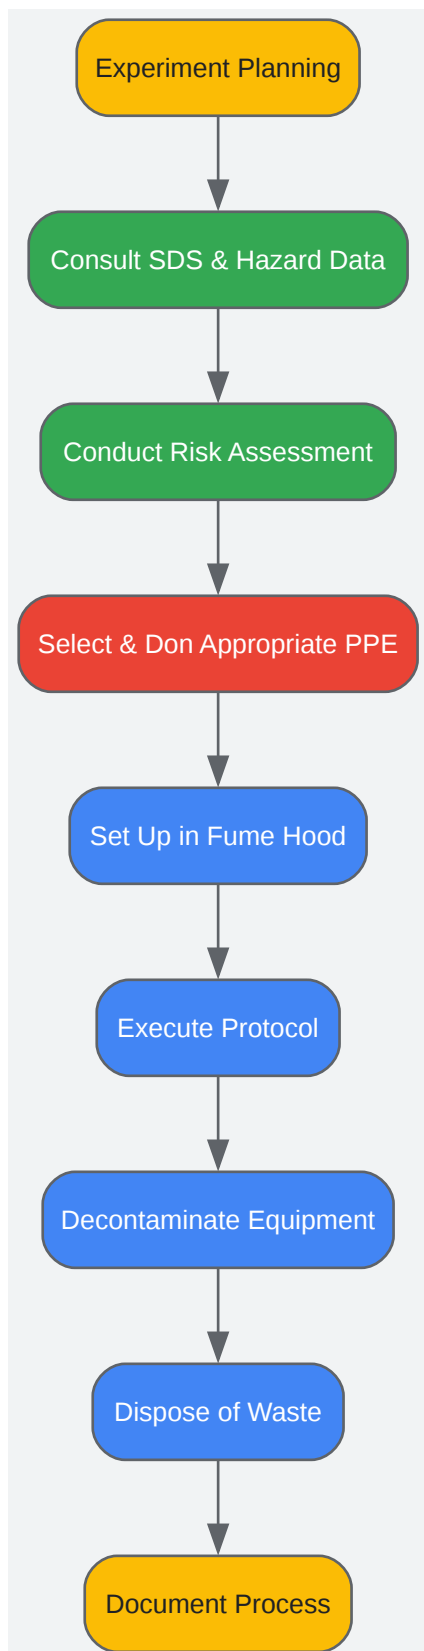 Experiment Planning
Consult SDS & Hazard Data
Conduct Risk Assessment
Select & Don Appropriate PPE
Set Up in Fume Hood
Execute Protocol
Decontaminate Equipment
Dispose of Waste
Document Process